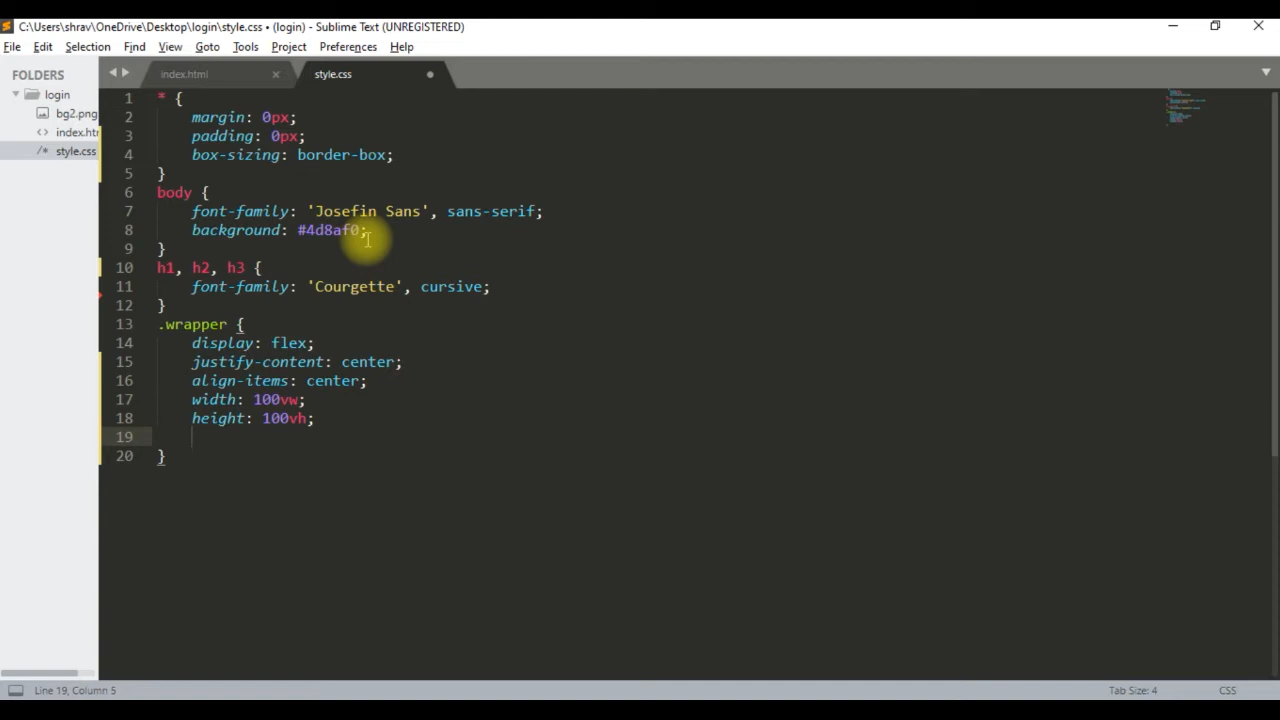 C:\Users\shrav\OneDrive\Desktop\login\style.css • (login) - Sublime Text (UNREGISTERED)
File Edit Selection Find View Goto Tools Project Preferences Help
FOLDERS
login
bg2.png
index.htm
style.css
index.html
style.css
1 * {
2 margin: 0px;
3 padding: 0px;
4 box-sizing: border-box;
5 }
6 body {
7 font-family: 'Josefin Sans', sans-serif;
8 background: #4d8af0;
9 }
10 h1, h2, h3 {
11 font-family: 'Courgette', cursive;
12 }
13 .wrapper {
14 display: flex;
15 justify-content: center;
16 align-items: center;
17 width: 100vw;
18 height: 100vh;
19
20 }
Line 19, Column 5
Tab Size: 4
CSS